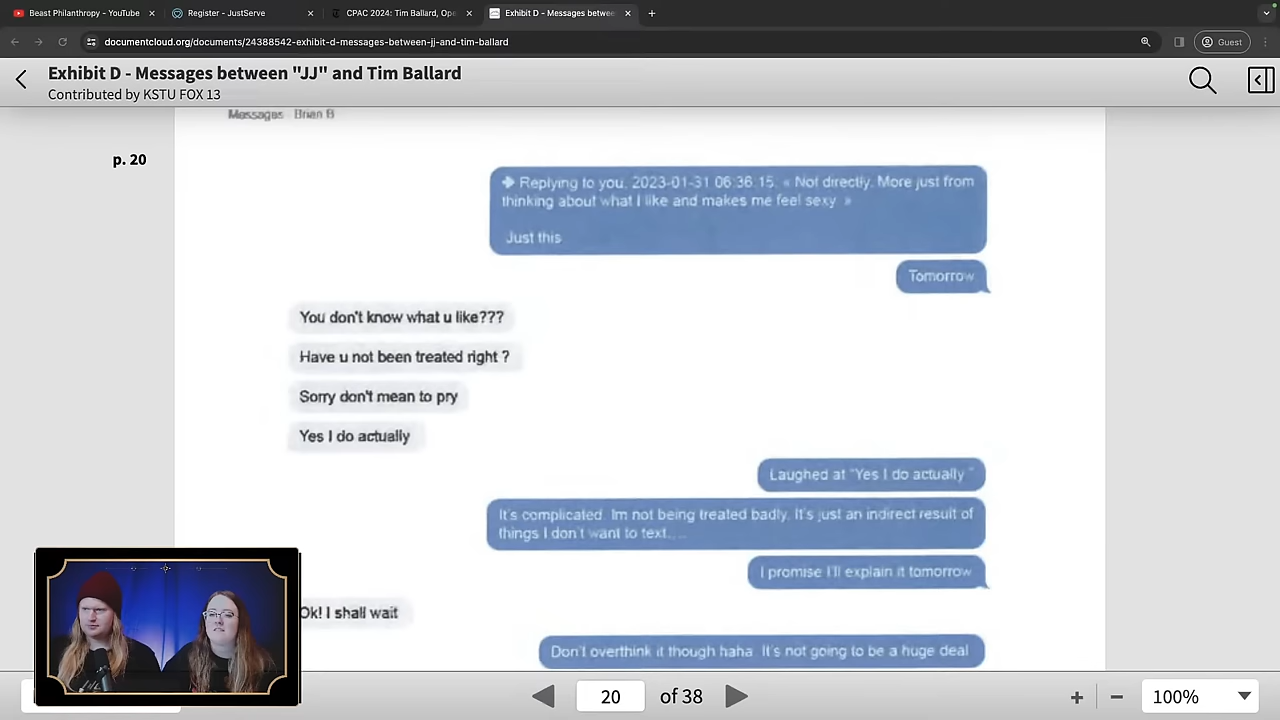 Beast Philanthropy - YouTube
Register - JustServe
CPAC 2024: Tim Ballard, Ope
Exhibit D - Messages betwee
documentcloud.org/documents/24388542-exhibit-d-messages-between-jj-and-tim-ballard
Guest
Exhibit D - Messages between "JJ" and Tim Ballard
Contributed by KSTU FOX 13
Messages - Brian B
p. 20
➜ Replying to you, 2023-01-31 06:36:15: « Not directly. More just from
thinking about what I like and makes me feel sexy »
Just this
Tomorrow
You don't know what u like???
Have u not been treated right ?
Sorry don't mean to pry
Yes I do actually
Laughed at "Yes I do actually "
It's complicated. Im not being treated badly. It's just an indirect result of
things I don't want to text....
I promise I'll explain it tomorrow
Ok! I shall wait
Don't overthink it though haha. It's not going to be a huge deal
20 of 38
100%